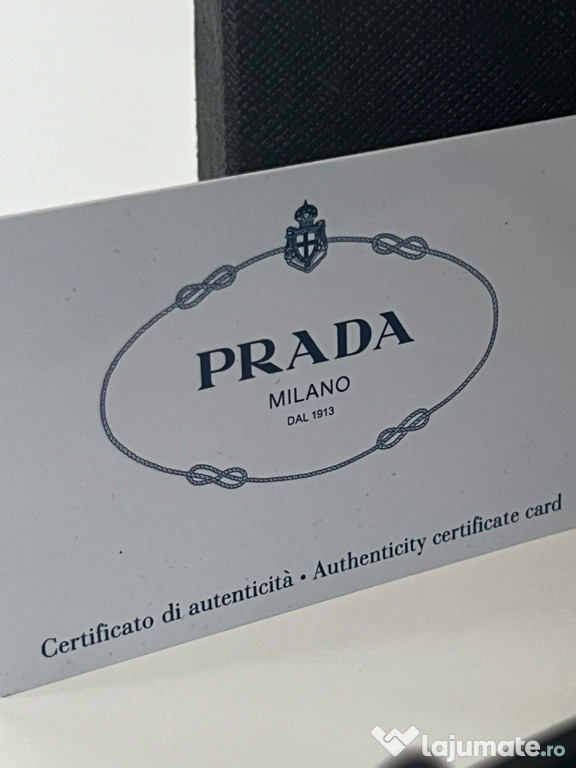 PRADA
MILANO
DAL 1913
Certificato di autenticità • Authenticity certificate card
lajumate.ro